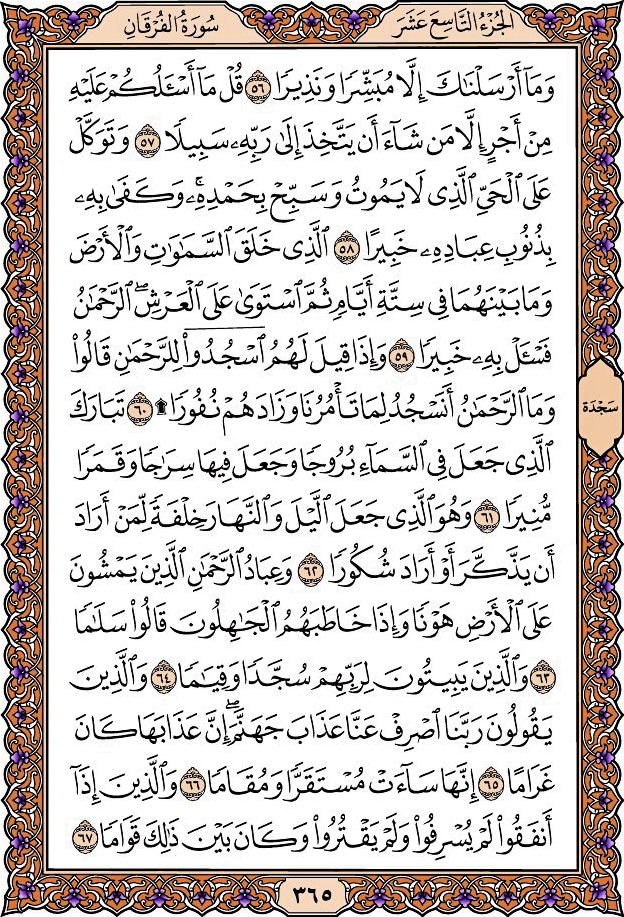 الجُزْءُ التَّاسِعَ عَشَرَ
سُورَةُ الفُرْقَانِ
وَمَآ أَرْسَلْنَٰكَ إِلَّا مُبَشِّرًا وَنَذِيرًا ٥٦ قُلْ مَآ أَسْـَٔلُكُمْ عَلَيْهِ
مِنْ أَجْرٍ إِلَّا مَن شَآءَ أَن يَتَّخِذَ إِلَىٰ رَبِّهِۦ سَبِيلًا ٥٧ وَتَوَكَّلْ
عَلَى ٱلْحَيِّ ٱلَّذِى لَا يَمُوتُ وَسَبِّحْ بِحَمْدِهِۦ ۚ وَكَفَىٰ بِهِۦ
بِذُنُوبِ عِبَادِهِۦ خَبِيرًا ٥٨ ٱلَّذِى خَلَقَ ٱلسَّمَٰوَٰتِ وَٱلْأَرْضَ
وَمَا بَيْنَهُمَا فِى سِتَّةِ أَيَّامٍ ثُمَّ ٱسْتَوَىٰ عَلَى ٱلْعَرْشِ ۖ ٱلرَّحْمَٰنُ
فَسْـَٔلْ بِهِۦ خَبِيرًا ٥٩ وَإِذَا قِيلَ لَهُمُ ٱسْجُدُوا۟ لِلرَّحْمَٰنِ قَالُوا۟
وَمَا ٱلرَّحْمَٰنُ أَنَسْجُدُ لِمَا تَأْمُرُنَا وَزَادَهُمْ نُفُورًا ۩ ٦٠ تَبَارَكَ
سَجْدَة
ٱلَّذِى جَعَلَ فِى ٱلسَّمَآءِ بُرُوجًا وَجَعَلَ فِيهَا سِرَٰجًا وَقَمَرًا
مُّنِيرًا ٦١ وَهُوَ ٱلَّذِى جَعَلَ ٱلَّيْلَ وَٱلنَّهَارَ خِلْفَةً لِّمَنْ أَرَادَ
أَن يَذَّكَّرَ أَوْ أَرَادَ شُكُورًا ٦٢ وَعِبَادُ ٱلرَّحْمَٰنِ ٱلَّذِينَ يَمْشُونَ
عَلَى ٱلْأَرْضِ هَوْنًا وَإِذَا خَاطَبَهُمُ ٱلْجَٰهِلُونَ قَالُوا۟ سَلَٰمًا
٦٣ وَٱلَّذِينَ يَبِيتُونَ لِرَبِّهِمْ سُجَّدًا وَقِيَٰمًا ٦٤ وَٱلَّذِينَ
يَقُولُونَ رَبَّنَا ٱصْرِفْ عَنَّا عَذَابَ جَهَنَّمَ ۖ إِنَّ عَذَابَهَا كَانَ
غَرَامًا ٦٥ إِنَّهَا سَآءَتْ مُسْتَقَرًّا وَمُقَامًا ٦٦ وَٱلَّذِينَ إِذَآ
أَنفَقُوا۟ لَمْ يُسْرِفُوا۟ وَلَمْ يَقْتُرُوا۟ وَكَانَ بَيْنَ ذَٰلِكَ قَوَامًا ٦٧
٣٦٥